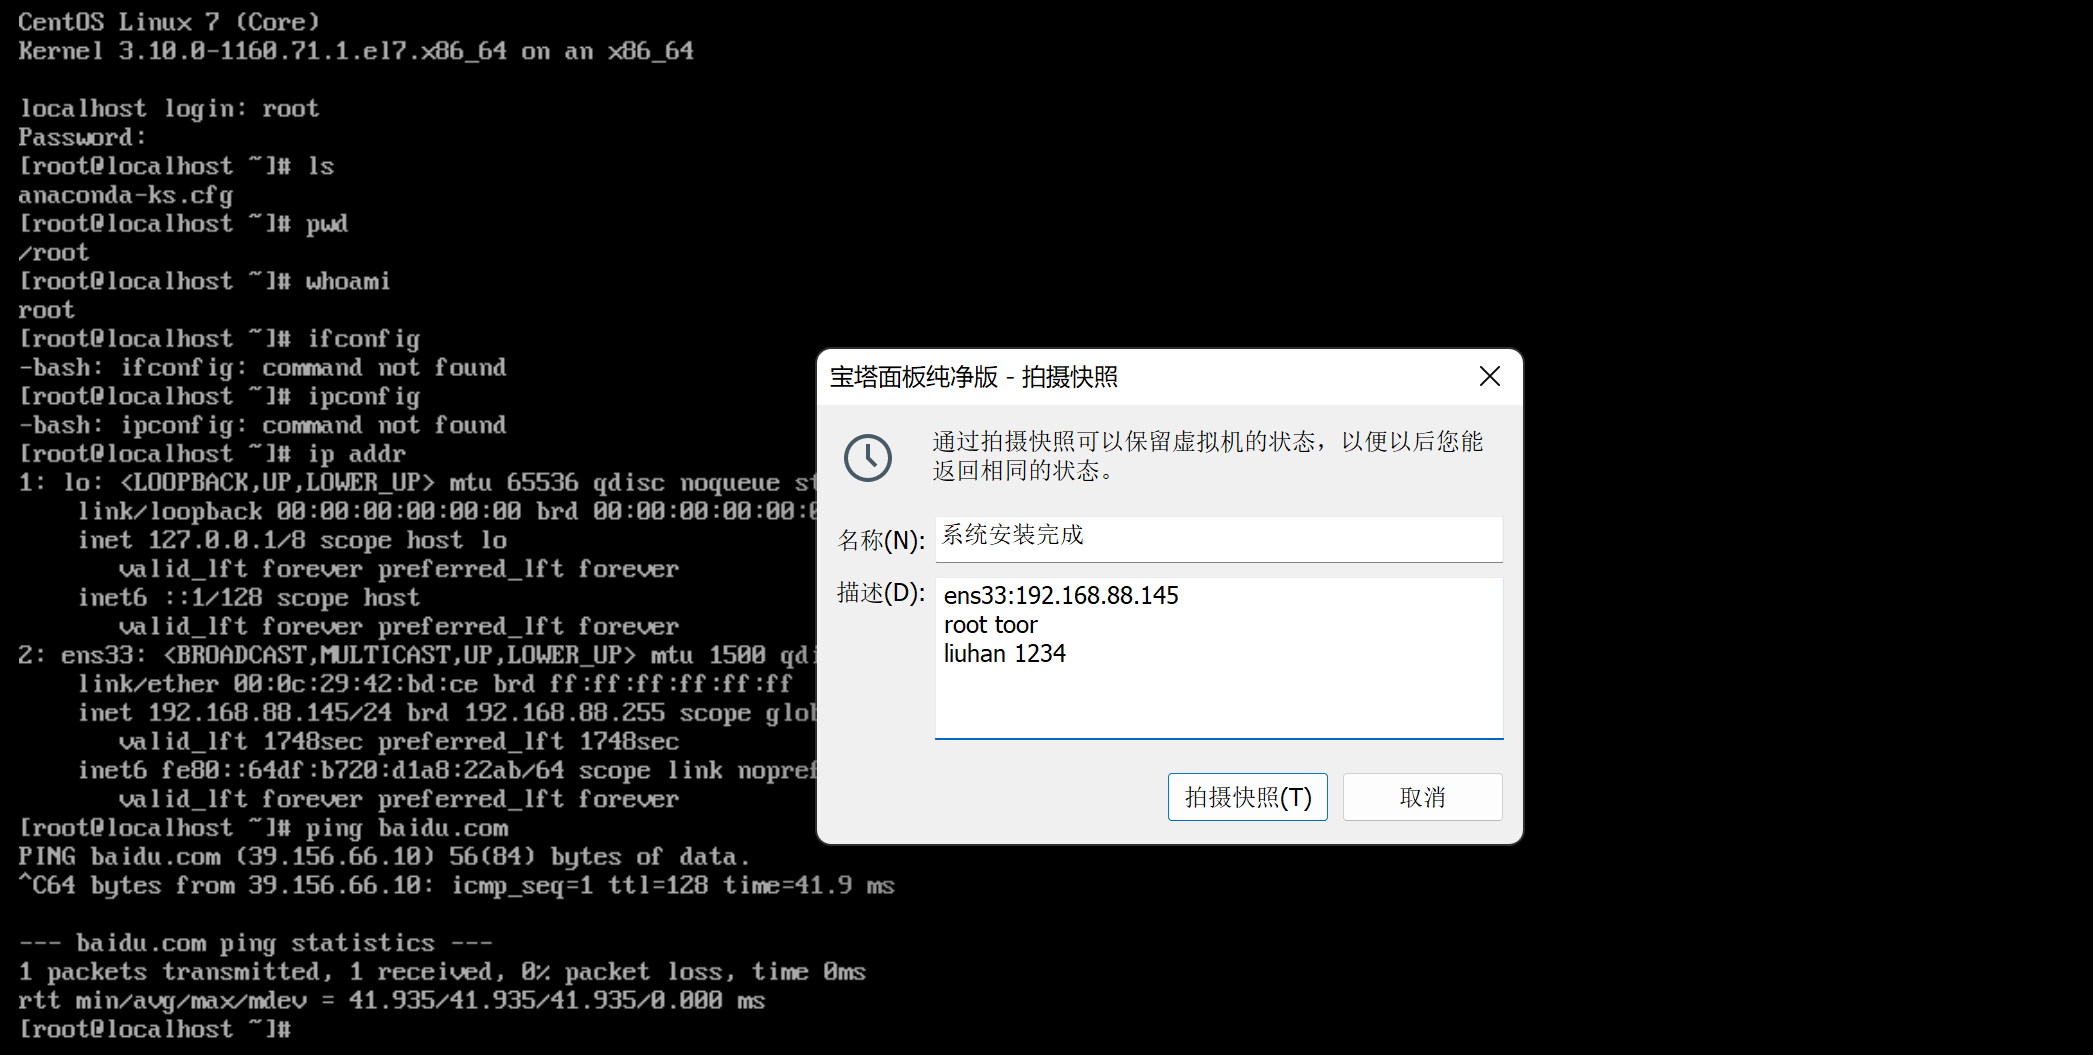 CentOS Linux 7 (Core)
Kernel 3.10.0-1160.71.1.el7.x86_64 on an x86_64
localhost login: root
Password:
[root@localhost ~]# ls
anaconda-ks.cfg
[root@localhost ~]# pwd
/root
[root@localhost ~]# whoami
root
[root@localhost ~]# ifconfig
-bash: ifconfig: command not found
[root@localhost ~]# ipconfig
-bash: ipconfig: command not found
[root@localhost ~]# ip addr
1: lo: <LOOPBACK,UP,LOWER_UP> mtu 65536 qdisc noqueue st
link/loopback 00:00:00:00:00:00 brd 00:00:00:00:00:0
inet 127.0.0.1/8 scope host lo
valid_lft forever preferred_lft forever
inet6 ::1/128 scope host
valid_lft forever preferred_lft forever
2: ens33: <BROADCAST,MULTICAST,UP,LOWER_UP> mtu 1500 qdi
link/ether 00:0c:29:42:bd:ce brd ff:ff:ff:ff:ff:ff
inet 192.168.88.145/24 brd 192.168.88.255 scope glob
valid_lft 1748sec preferred_lft 1748sec
inet6 fe80::64df:b720:d1a8:22ab/64 scope link nopref
valid_lft forever preferred_lft forever
[root@localhost ~]# ping baidu.com
PING baidu.com (39.156.66.10) 56(84) bytes of data.
^C64 bytes from 39.156.66.10: icmp_seq=1 ttl=128 time=41.9 ms
--- baidu.com ping statistics ---
1 packets transmitted, 1 received, 0% packet loss, time 0ms
rtt min/avg/max/mdev = 41.935/41.935/41.935/0.000 ms
[root@localhost ~]#
宝塔面板纯净版 - 拍摄快照
通过拍摄快照可以保留虚拟机的状态，以便以后您能
返回相同的状态。
名称(N): 系统安装完成
描述(D): ens33:192.168.88.145
root toor
liuhan 1234
拍摄快照(T) 取消